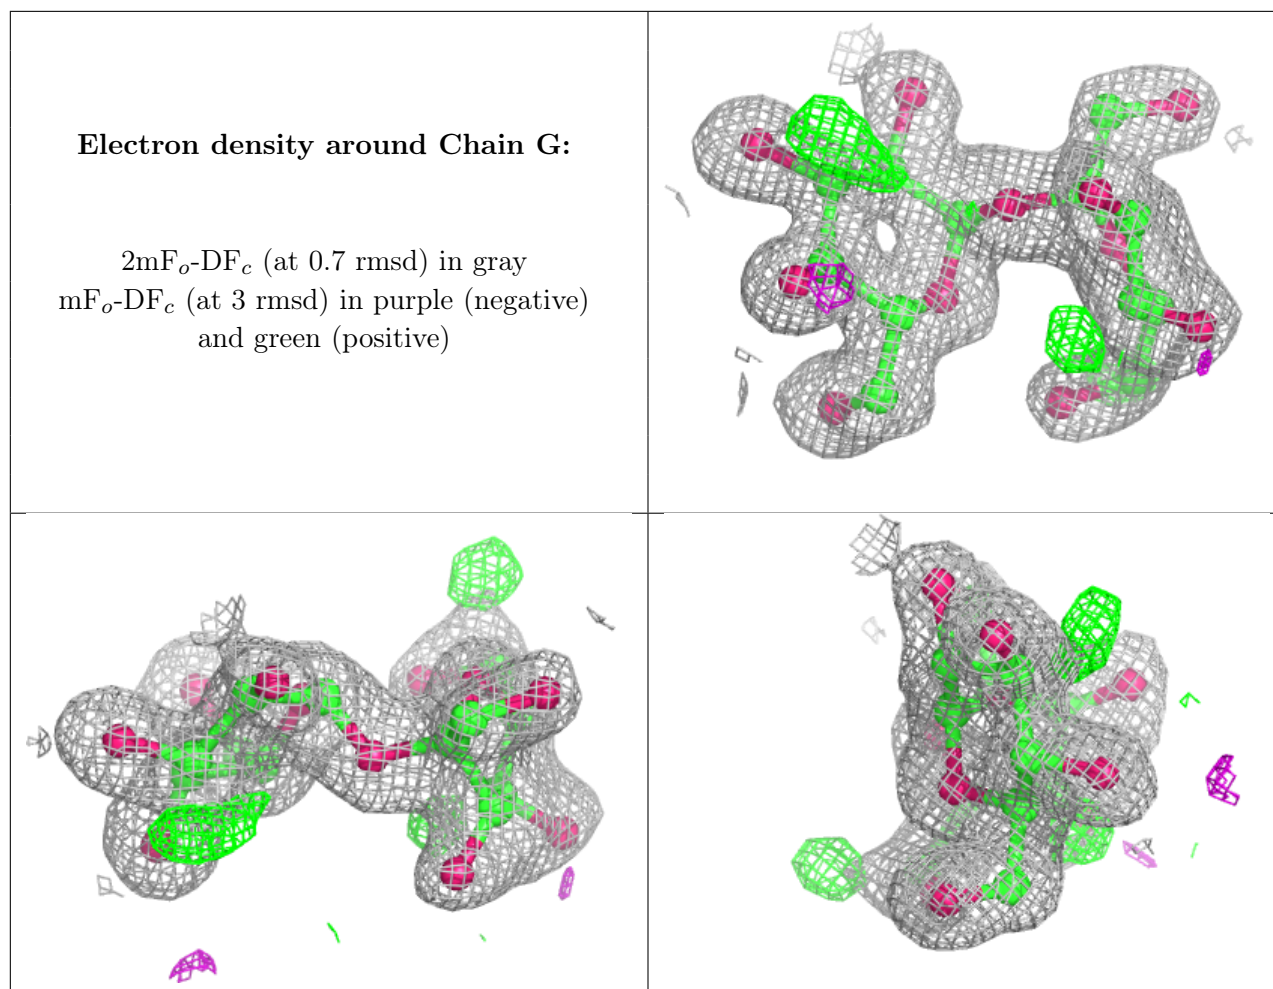 Electron density around Chain G:
2mFo-DFc (at 0.7 rmsd) in gray
mFo-DFc (at 3 rmsd) in purple (negative)
and green (positive)